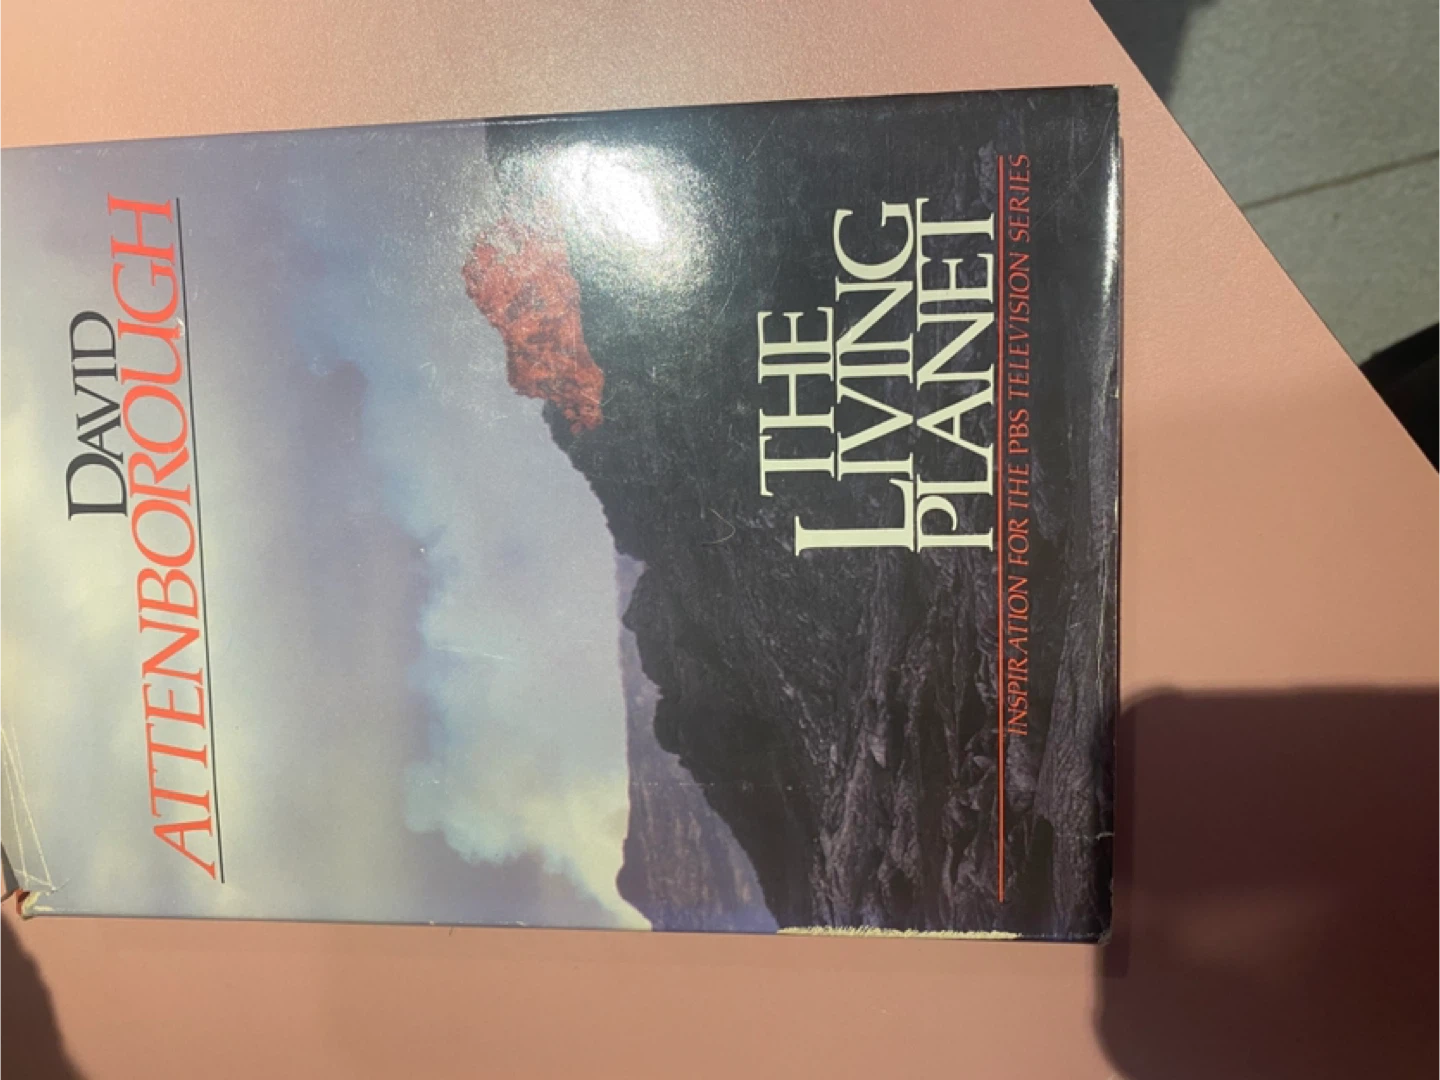 DAVID
ATTENBOROUGH
THE
LIVING
PLANET
INSPIRATION FOR THE PBS TELEVISION SERIES